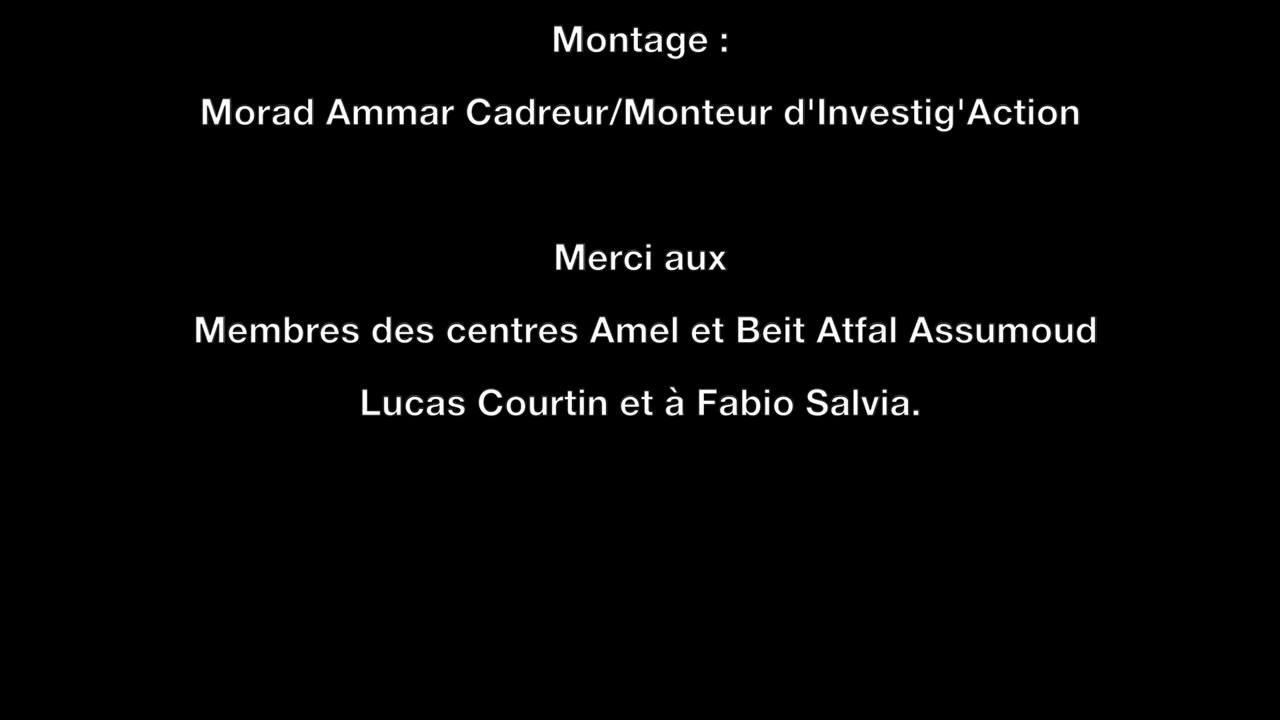 Montage :
Morad Ammar Cadreur/Monteur d'Investig'Action
Merci aux
Membres des centres Amel et Beit Atfal Assumoud
Lucas Courtin et à Fabio Salvia.